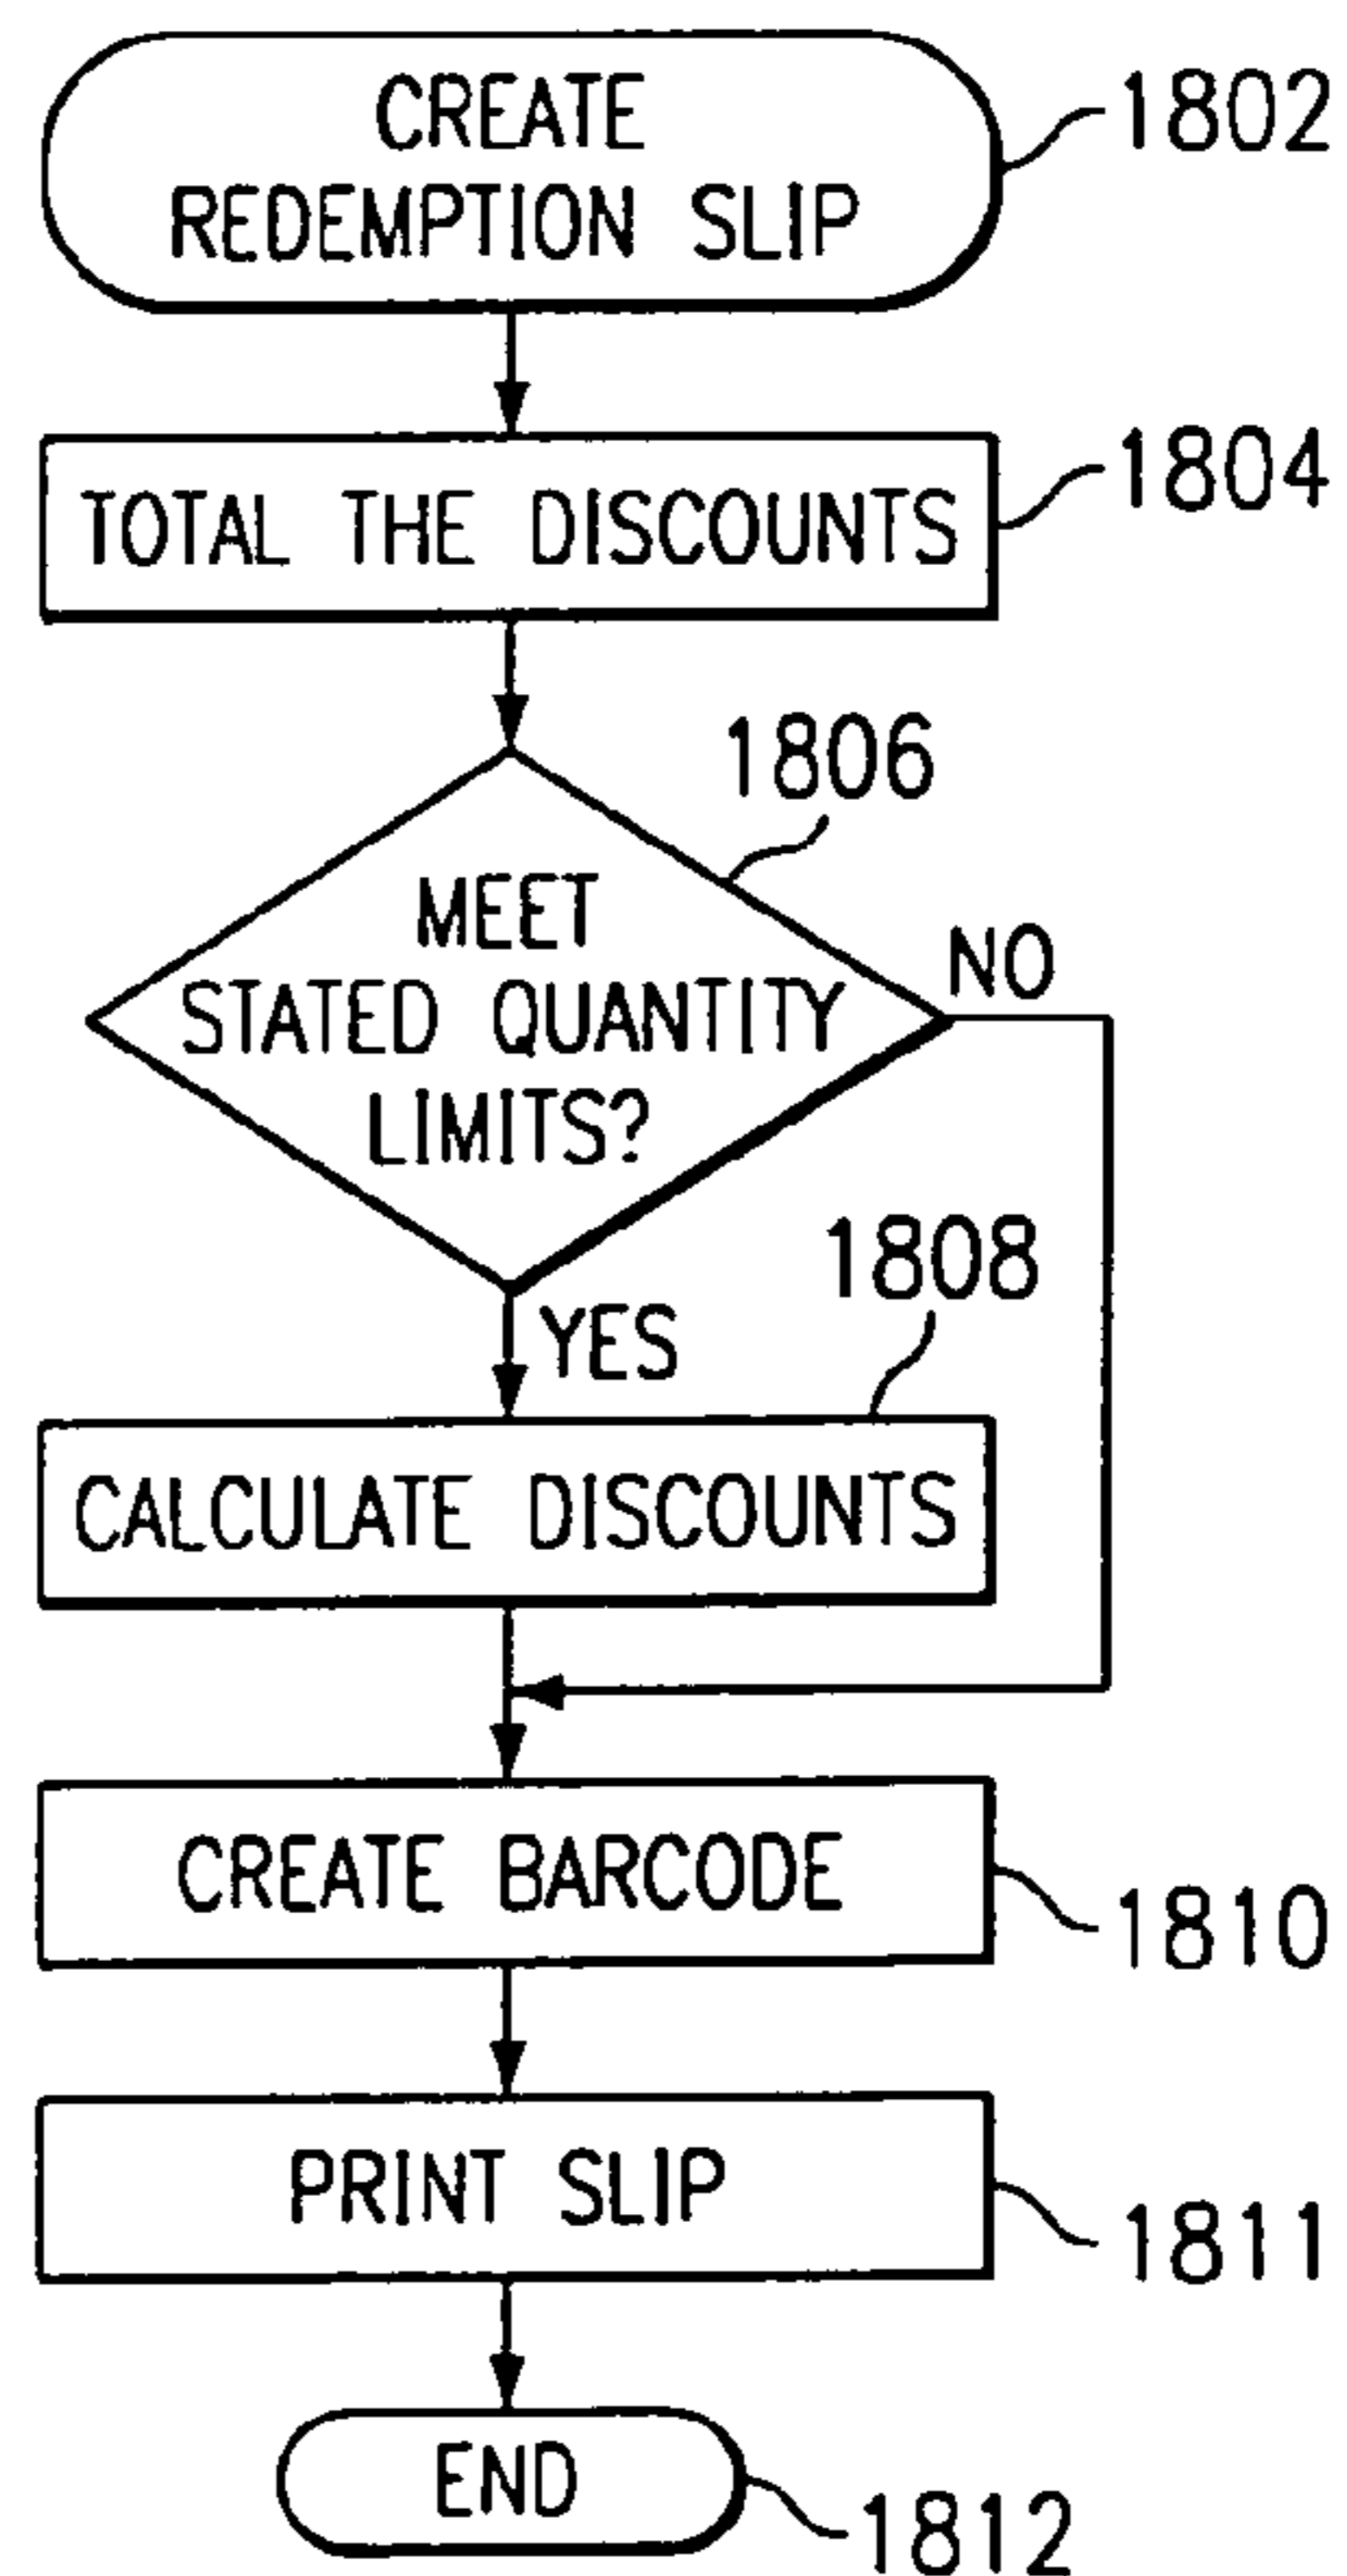 CREATE
REDEMPTION SLIP
1802
TOTAL THE DISCOUNTS
1804
1806
MEET
STATED QUANTITY
LIMITS?
NO
YES
1808
CALCULATE DISCOUNTS
CREATE BARCODE
1810
PRINT SLIP
1811
END
1812